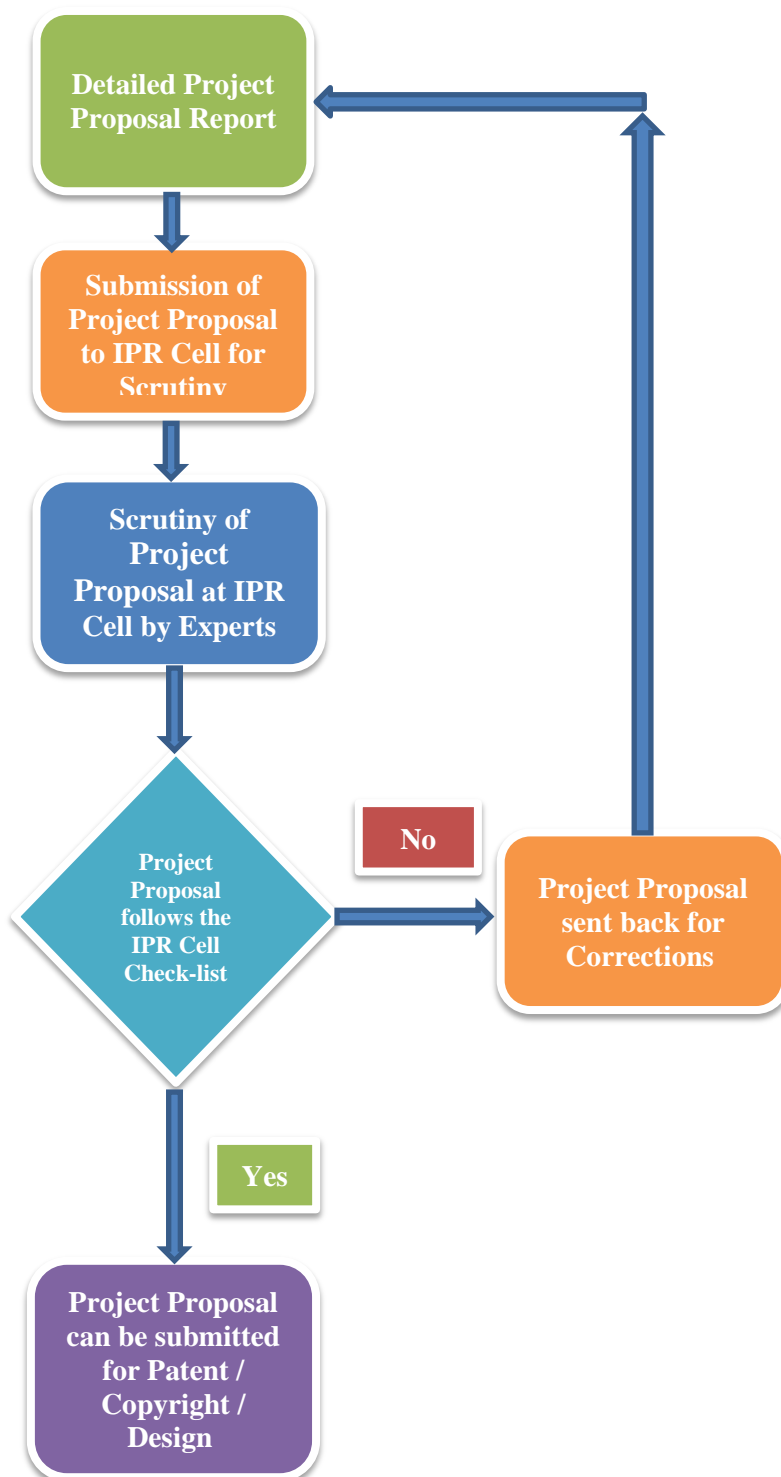 Detailed Project
Proposal Report
Submission of
Project Proposal
to IPR Cell for
Scrutiny
Scrutiny of
Project
Proposal at IPR
Cell by Experts
Project
Proposal
follows the
IPR Cell
Check-list
No
Project Proposal
sent back for
Corrections
Yes
Project Proposal
can be submitted
for Patent /
Copyright /
Design